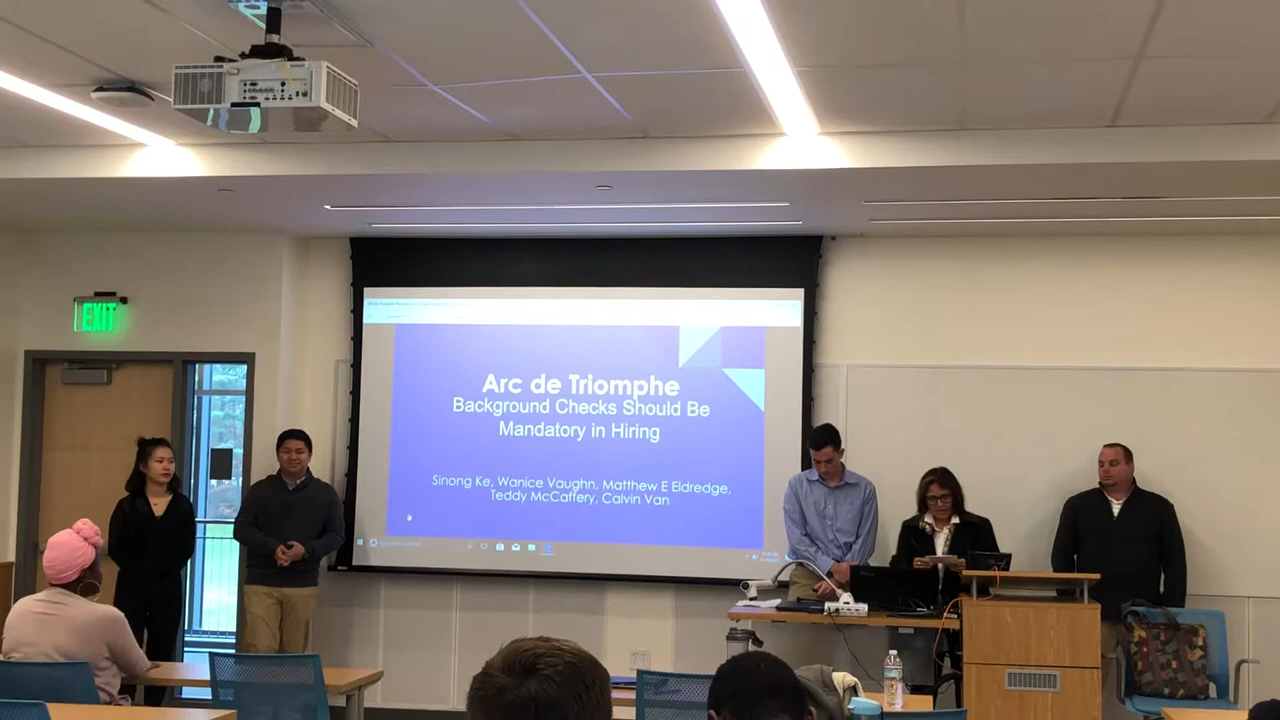 EXIT
Arc de Triomphe
Background Checks Should Be
Mandatory in Hiring
Sinong Ke, Wanice Vaughn, Matthew E Eldredge,
Teddy McCaffery, Calvin Van